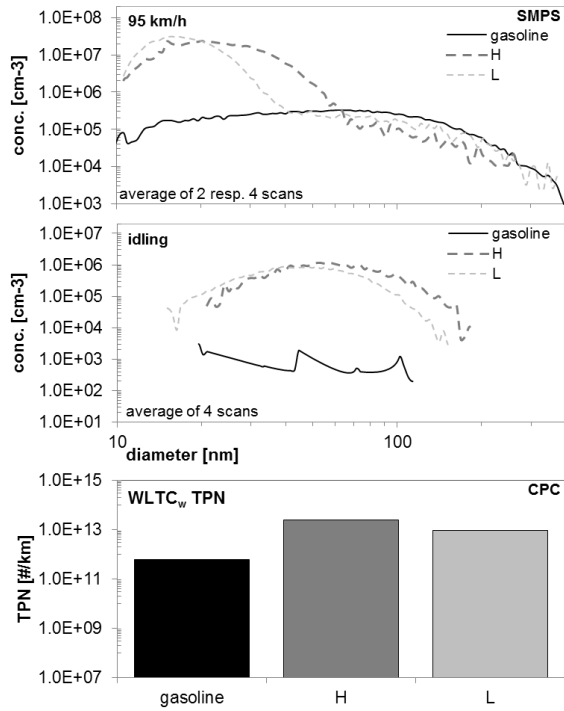 95 km/h
SMPS
gasoline
H
L
1.0E+08
1.0E+07
1.0E+06
1.0E+05
1.0E+04
1.0E+03
conc. [cm-3]
average of 2 resp. 4 scans
idling
gasoline
H
L
1.0E+07
1.0E+06
1.0E+05
1.0E+04
1.0E+03
1.0E+02
1.0E+01
conc. [cm-3]
average of 4 scans
10
100
diameter [nm]
WLTCw TPN
CPC
1.0E+15
1.0E+13
1.0E+11
1.0E+09
1.0E+07
TPN [#/km]
gasoline
H
L